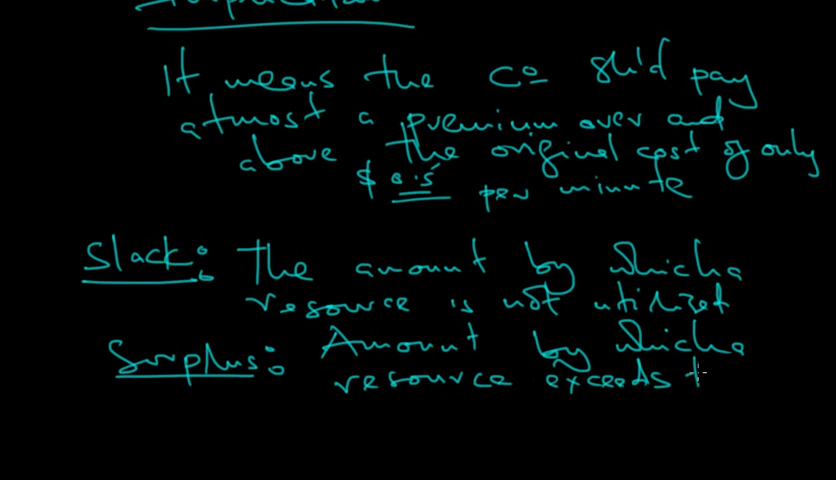 It means the Co shld pay
atmost a premium over and
above the original cost of only
$ 0.5 per minute
Slack: The amount by which a
resource is not utilized
Surplus: Amount by which a
resource exceeds t